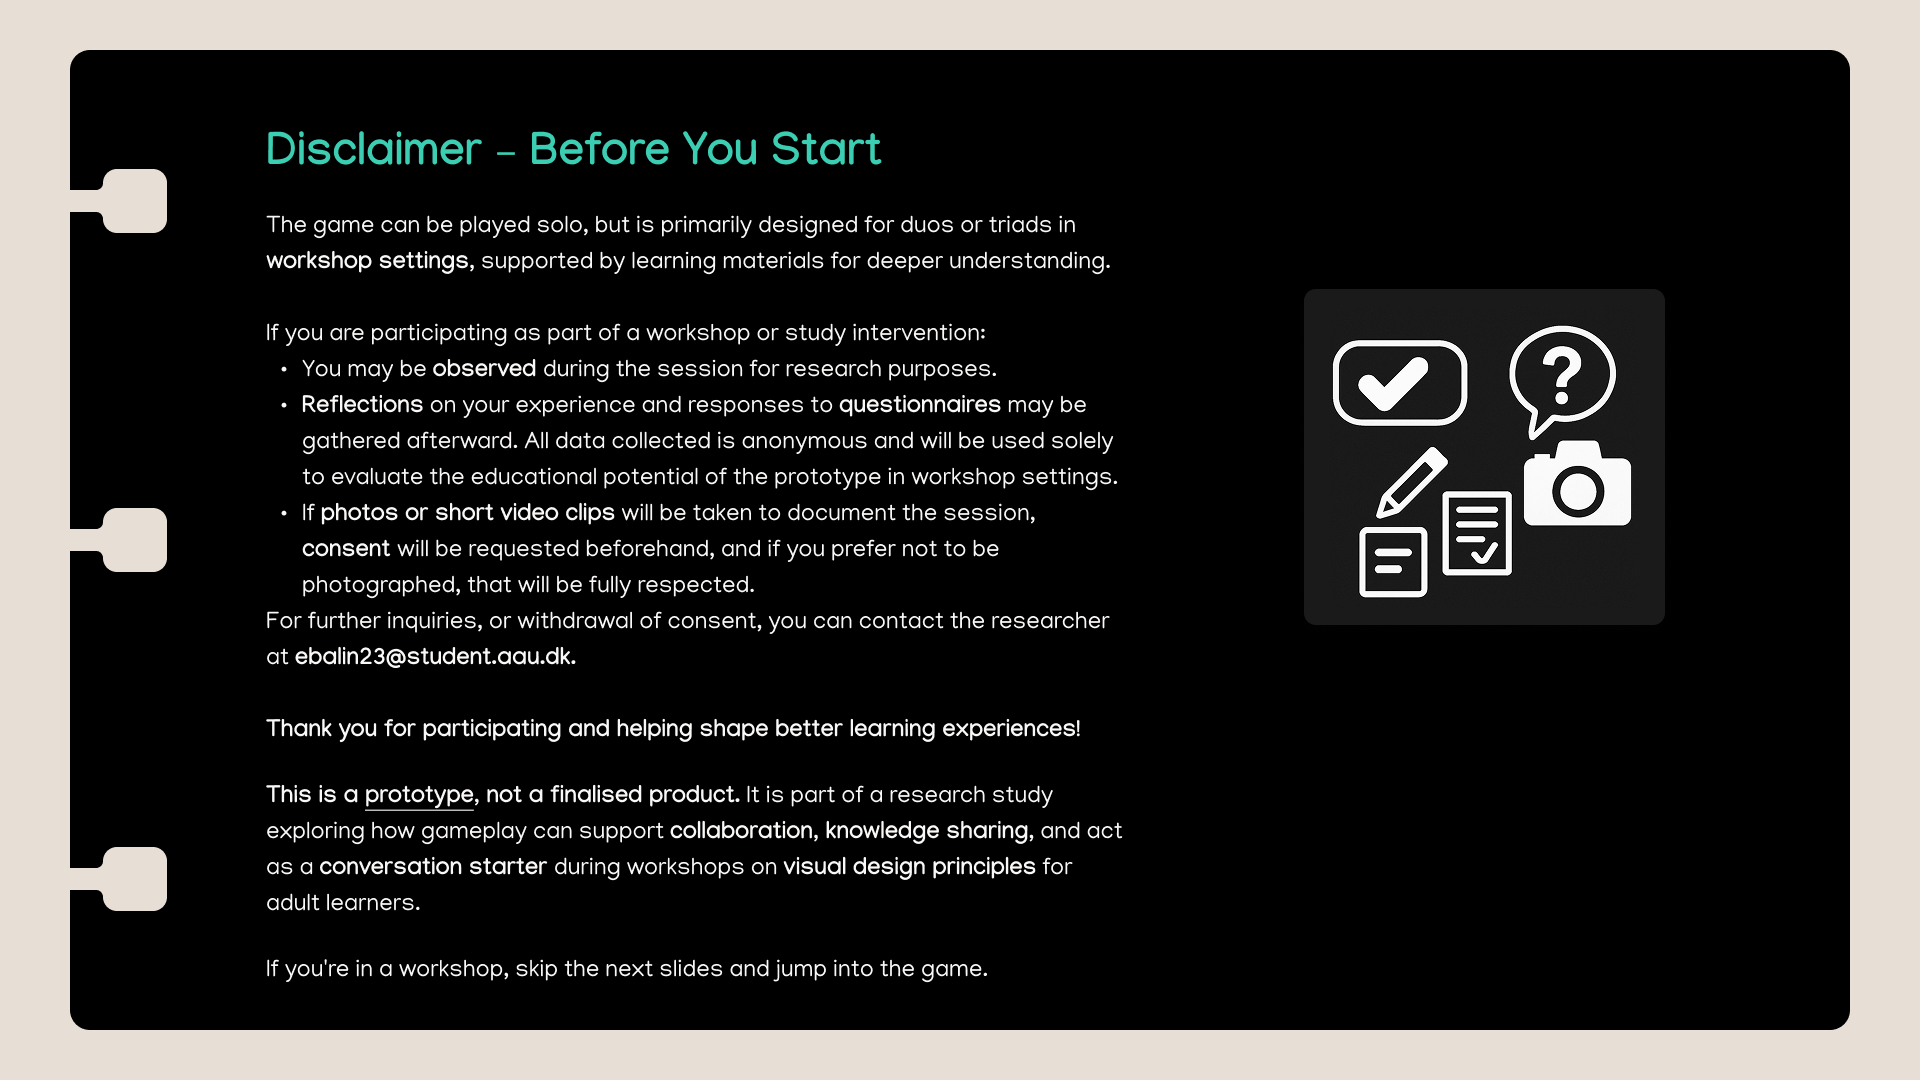 Disclaimer – Before You Start
The game can be played solo, but is primarily designed for duos or triads in
workshop settings, supported by learning materials for deeper understanding.
If you are participating as part of a workshop or study intervention:
• You may be observed during the session for research purposes.
• Reflections on your experience and responses to questionnaires may be
gathered afterward. All data collected is anonymous and will be used solely
to evaluate the educational potential of the prototype in workshop settings.
• If photos or short video clips will be taken to document the session,
consent will be requested beforehand, and if you prefer not to be
photographed, that will be fully respected.
For further inquiries, or withdrawal of consent, you can contact the researcher
at ebalin23@student.aau.dk.
Thank you for participating and helping shape better learning experiences!
This is a prototype, not a finalised product. It is part of a research study
exploring how gameplay can support collaboration, knowledge sharing, and act
as a conversation starter during workshops on visual design principles for
adult learners.
If you're in a workshop, skip the next slides and jump into the game.